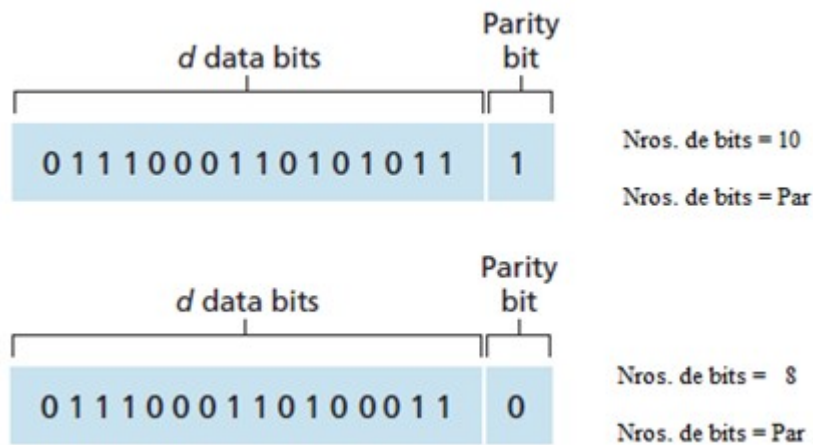 Parity
d data bits
bit
0 1 1 1 0 0 0 1 1 0 1 0 1 0 1 1
1
Nros. de bits = 10
Nros. de bits = Par
Parity
d data bits
bit
0 1 1 1 0 0 0 1 1 0 1 0 0 0 1 1
0
Nros. de bits = 8
Nros. de bits = Par